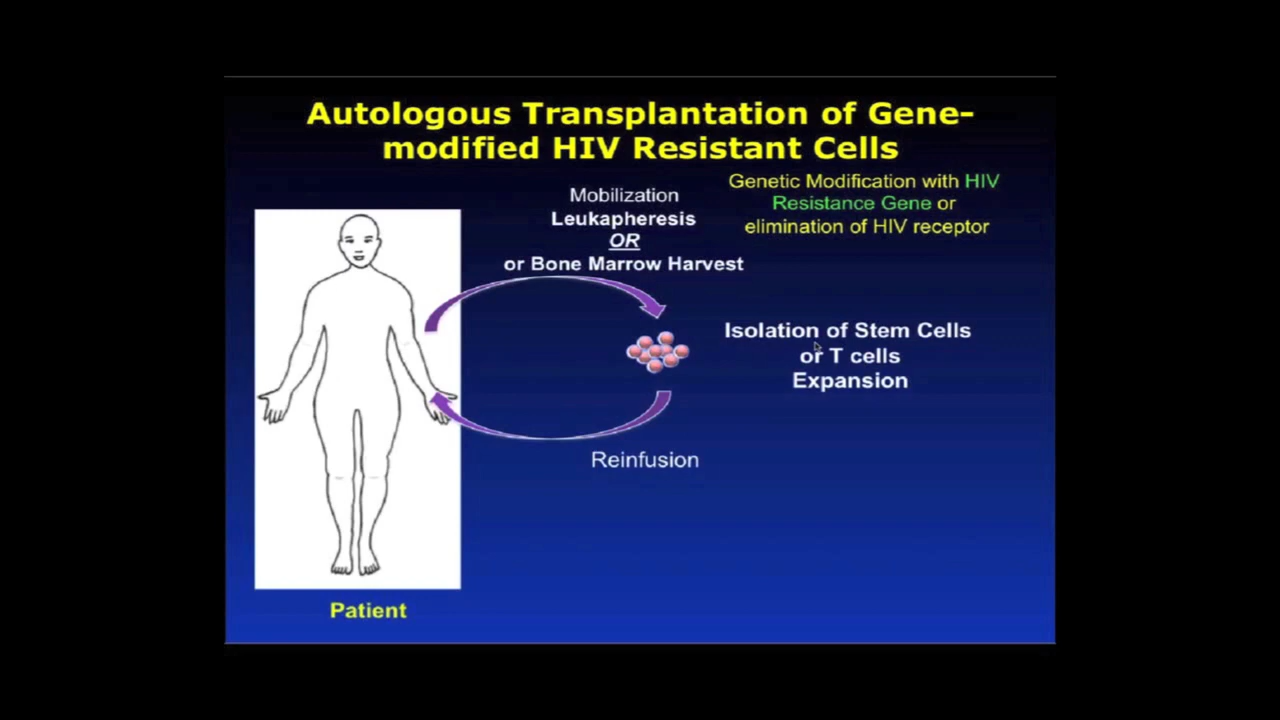 Autologous Transplantation of Gene-
modified HIV Resistant Cells
Mobilization
Leukapheresis
OR
or Bone Marrow Harvest
Genetic Modification with HIV
Resistance Gene or
elimination of HIV receptor
Isolation of Stem Cells
or T cells
Expansion
Reinfusion
Patient